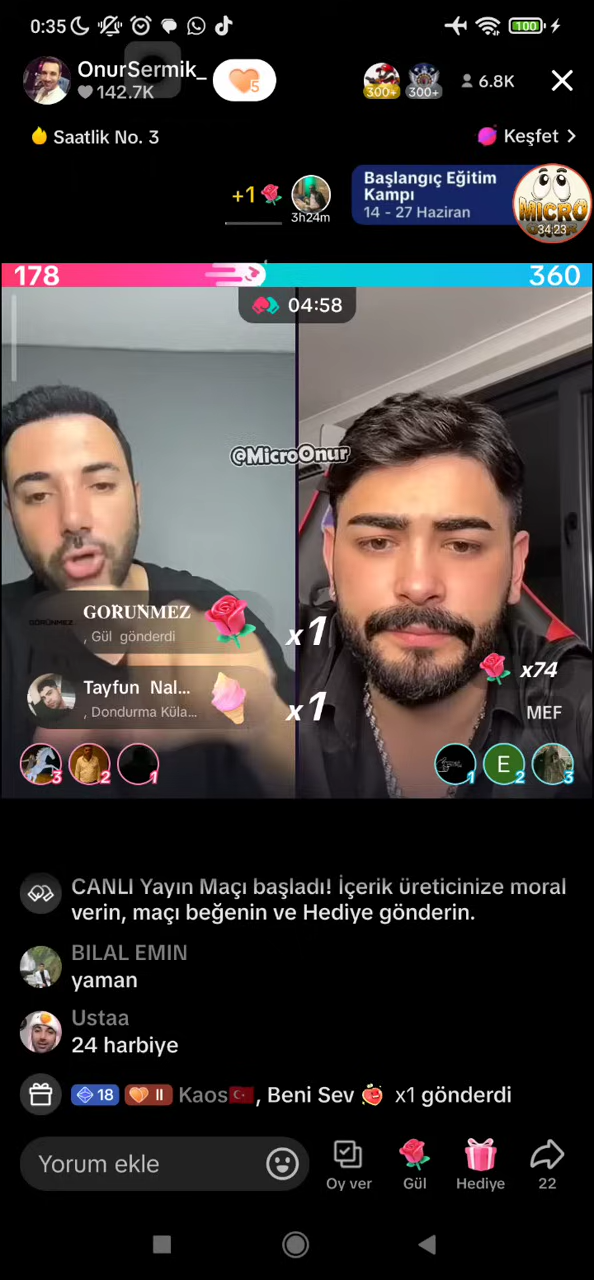 0:35
100
OnurSermik_
142.7K
5
300+
300+
6.8K
Saatlik No. 3
Keşfet >
+1
3h24m
Başlangıç Eğitim
Kampı
14 - 27 Haziran
MICRO
34:23
178
360
04:58
@MicroOnur
GORUNMEZ
, Gül gönderdi
x1
GÖRÜNMEZ
Tayfun Nal...
, Dondurma Küla...
x1
x74
MEF
3
2
1
1
E
2
3
CANLI Yayın Maçı başladı! İçerik üreticinize moral
verin, maçı beğenin ve Hediye gönderin.
BILAL EMIN
yaman
Ustaa
24 harbiye
18 II Kaos, Beni Sev x1 gönderdi
Yorum ekle
Oy ver
Gül
Hediye
22